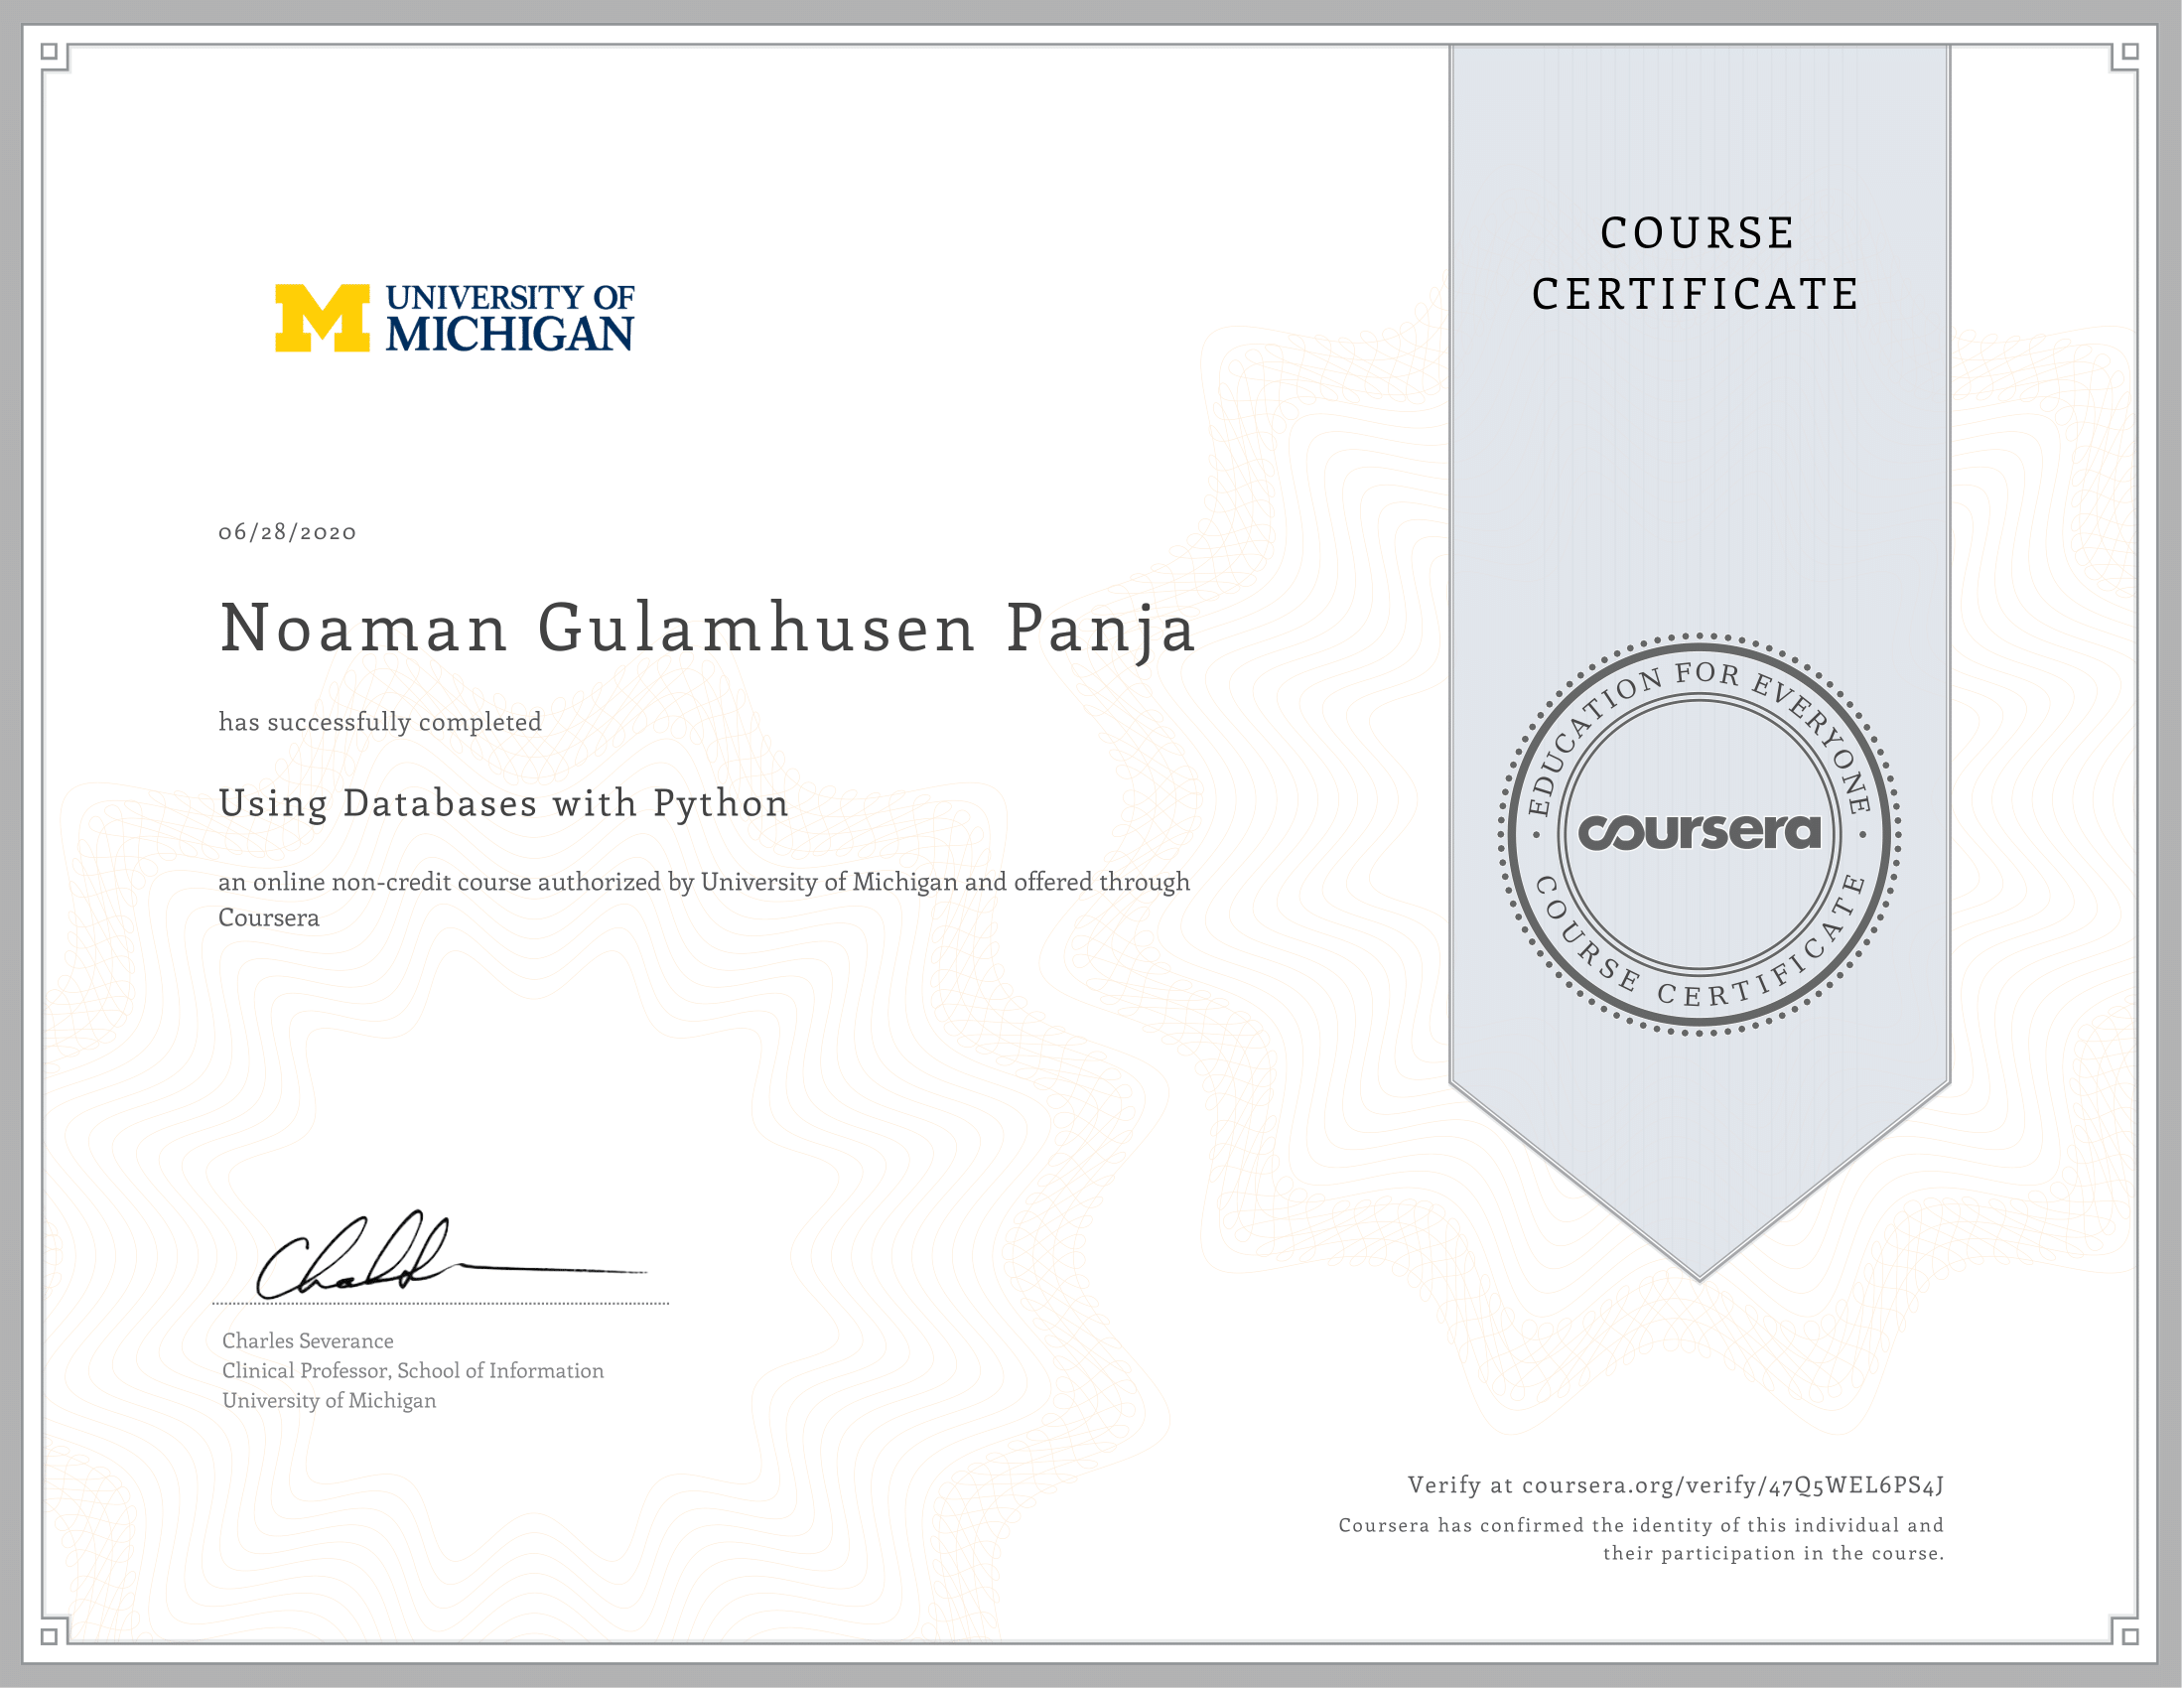 UNIVERSITY OF
MICHIGAN
COURSE
CERTIFICATE
06/28/2020
Noaman Gulamhusen Panja
has successfully completed
Using Databases with Python
an online non-credit course authorized by University of Michigan and offered through
Coursera
EDUCATION FOR EVERYONE
coursera
COURSE CERTIFICATE
Charles Severance
Clinical Professor, School of Information
University of Michigan
Verify at coursera.org/verify/47Q5WEL6PS4J
Coursera has confirmed the identity of this individual and
their participation in the course.